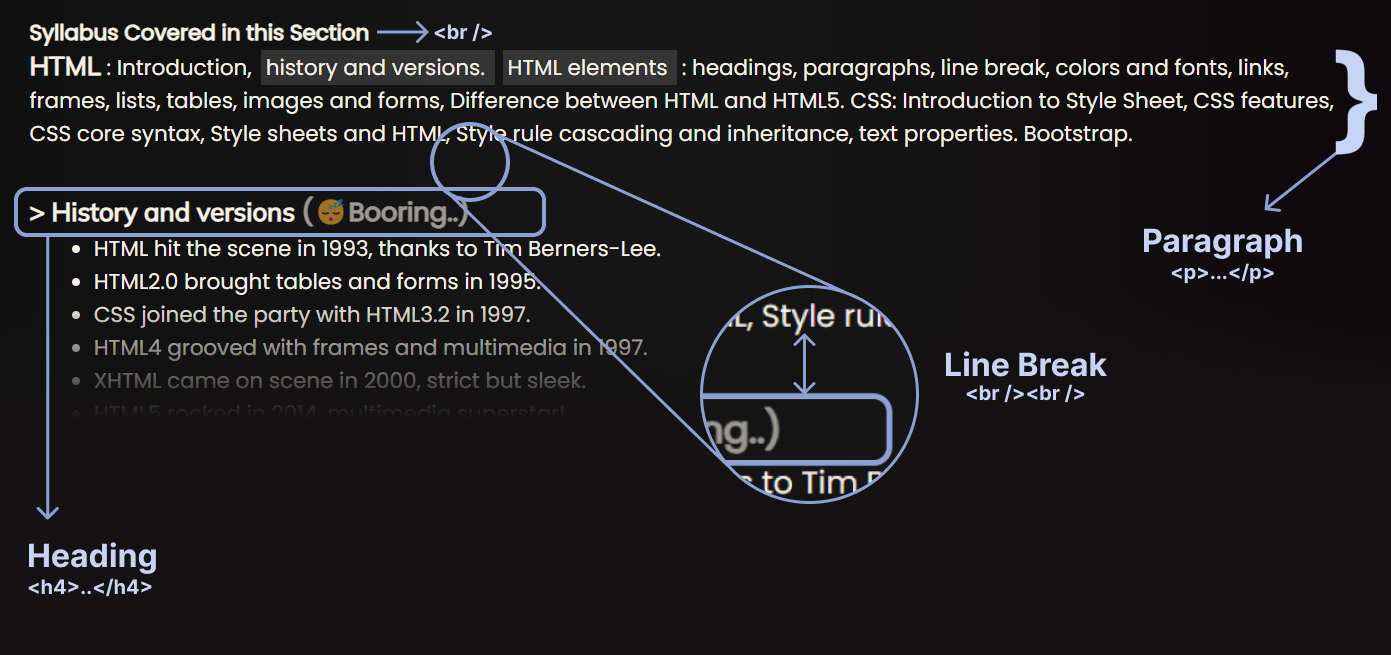 Syllabus Covered in this Section <br />
HTML : Introduction, history and versions. HTML elements : headings, paragraphs, line break, colors and fonts, links,
frames, lists, tables, images and forms, Difference between HTML and HTML5. CSS: Introduction to Style Sheet, CSS features,
CSS core syntax, Style sheets and HTML, Style rule cascading and inheritance, text properties. Bootstrap.
}
> History and versions ( 😴 Booring..)
• HTML hit the scene in 1993, thanks to Tim Berners-Lee.
• HTML2.0 brought tables and forms in 1995.
• CSS joined the party with HTML3.2 in 1997.
• HTML4 grooved with frames and multimedia in 1997.
• XHTML came on scene in 2000, strict but sleek.
• HTML5 rocked in 2014, multimedia superstar!
Paragraph
<p>...</p>
L, Style rul
ng..)
s to Tim B
Line Break
<br /><br />
Heading
<h4>..</h4>